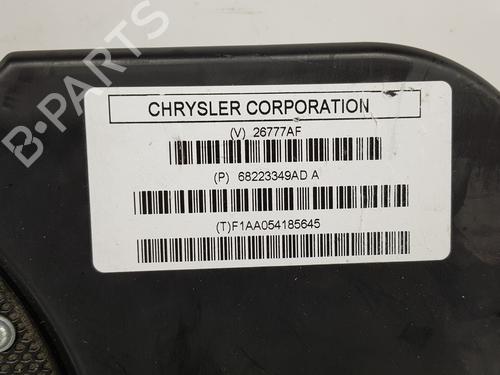 B-PARTS
CHRYSLER CORPORATION
(V) 26777AF
(P) 68223349AD A
(T)F1AA054185645